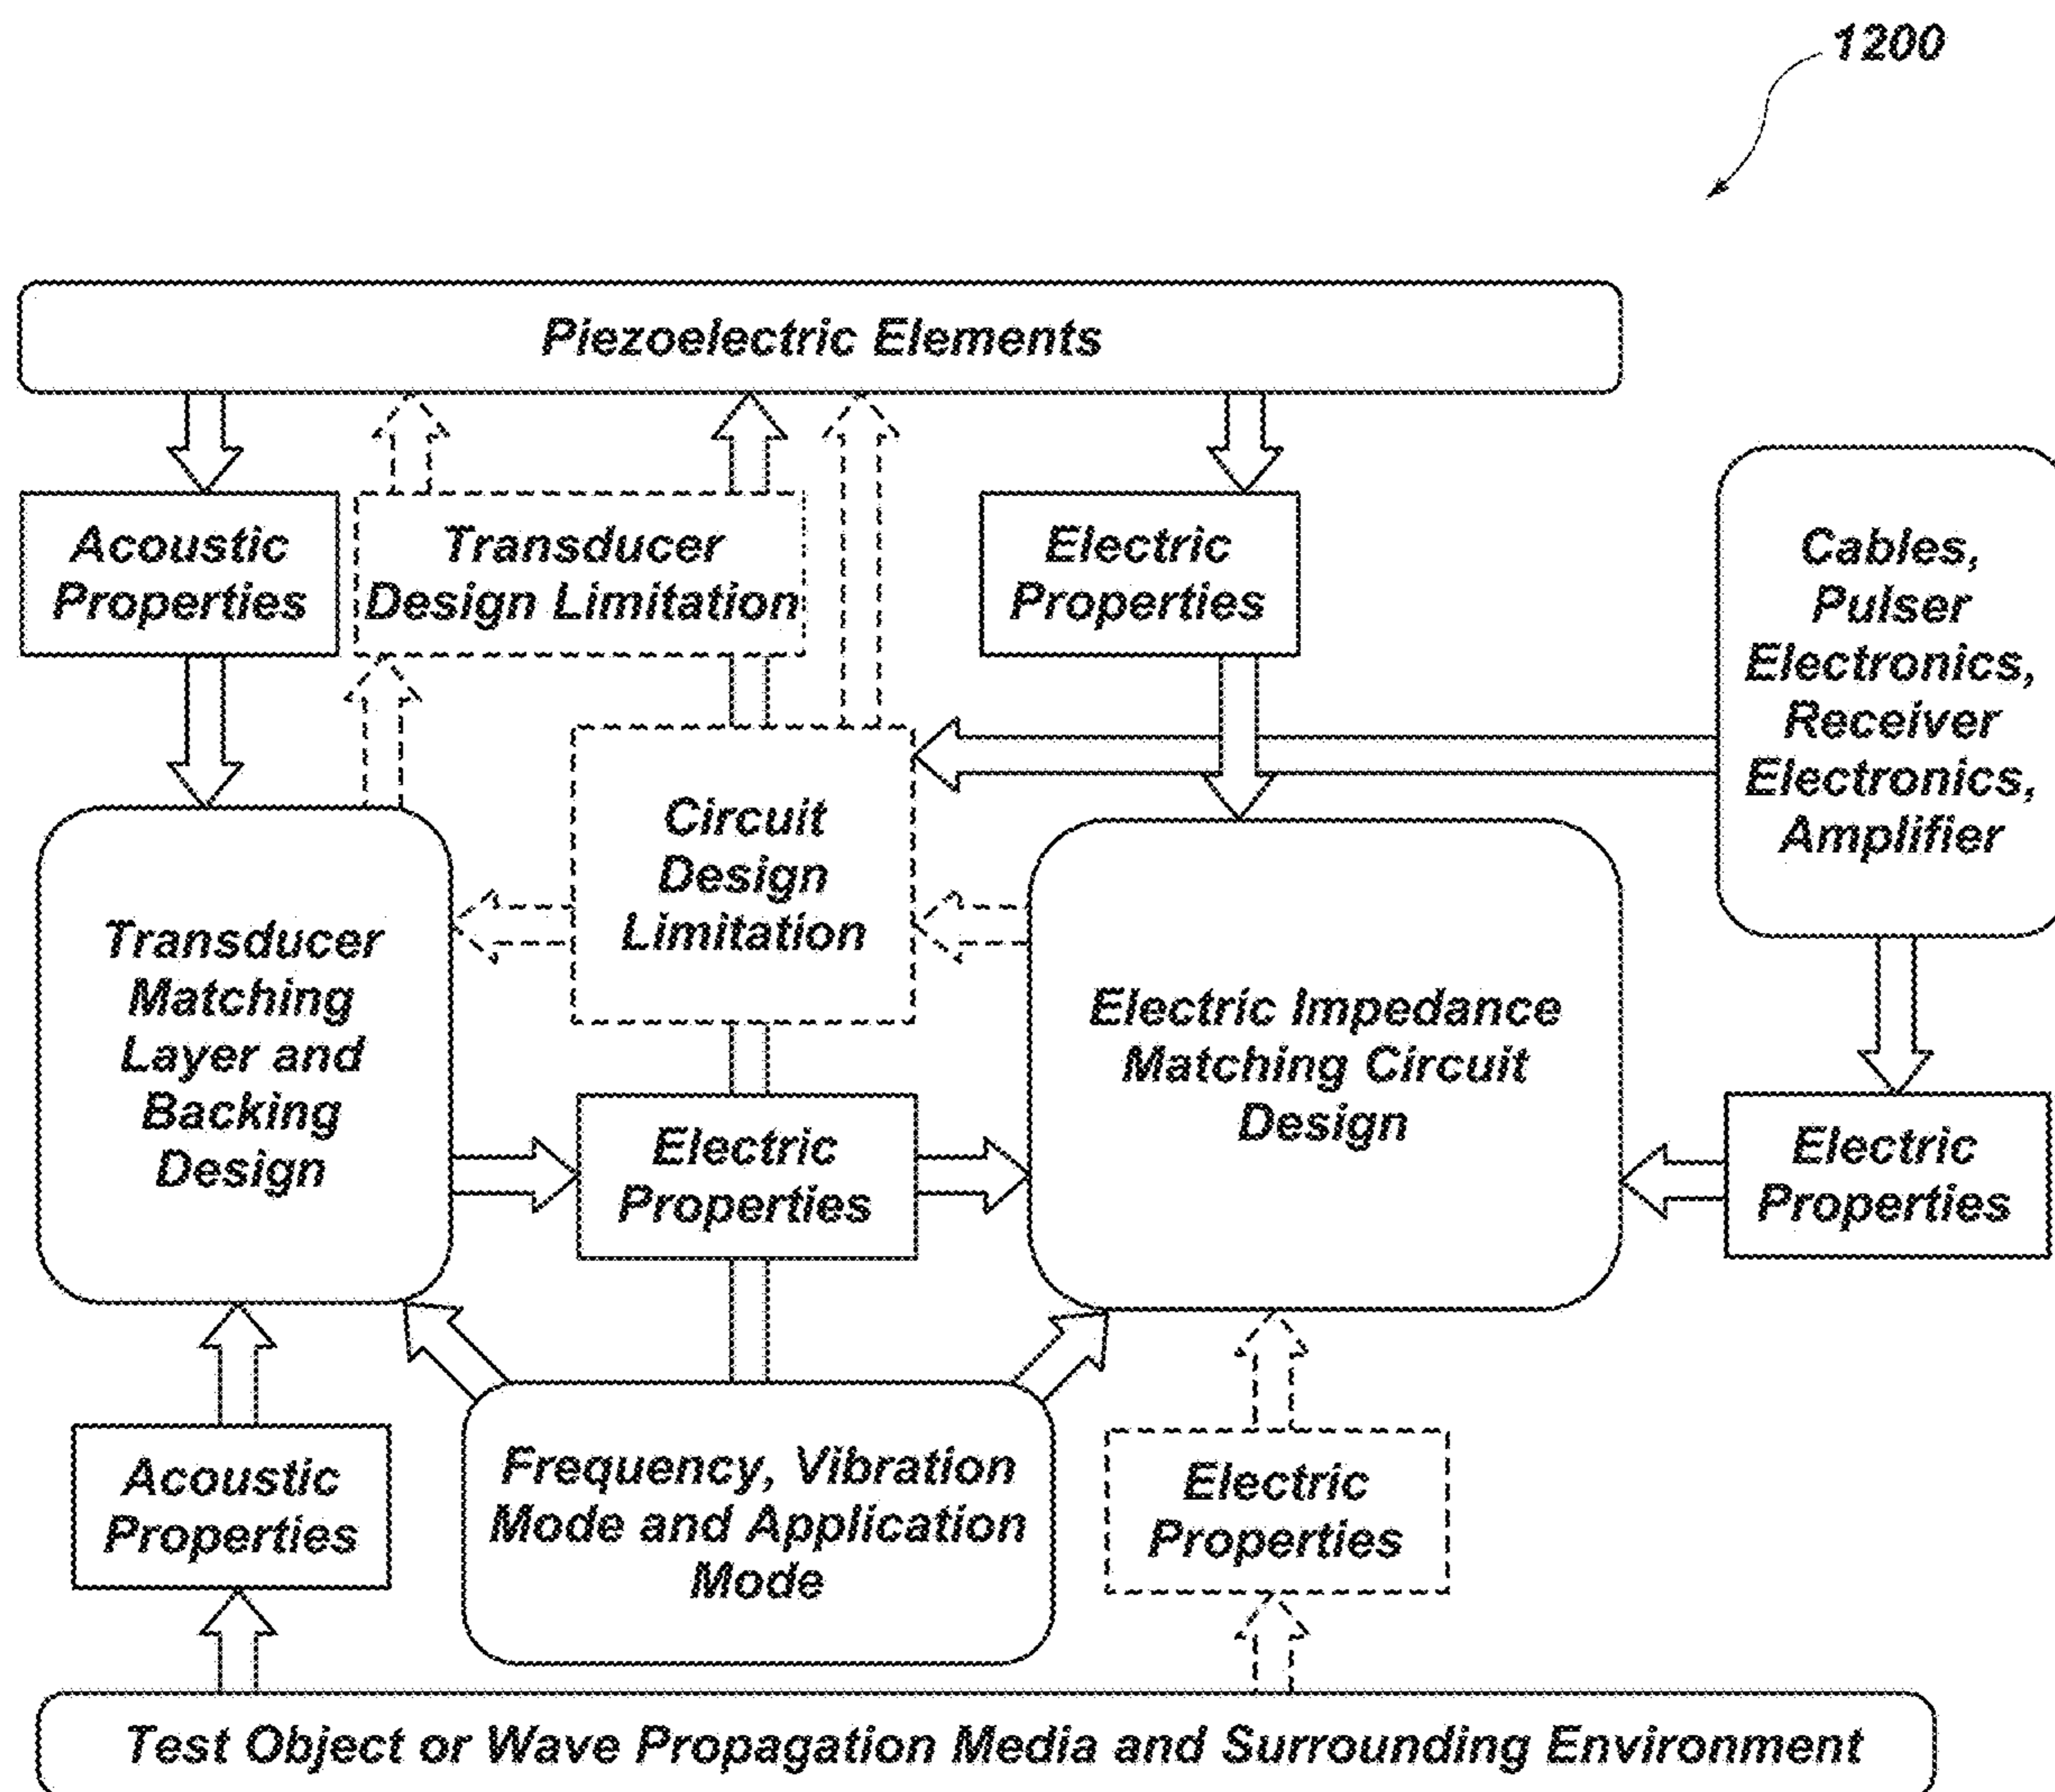 1200
Piezoelectric Elements
Acoustic
Properties
Transducer
Design Limitation
Electric
Properties
Cables,
Pulser
Electronics,
Receiver
Electronics,
Amplifier
Circuit
Design
Limitation
Transducer
Matching
Layer and
Backing
Design
Electric Impedance
Matching Circuit
Design
Electric
Properties
Electric
Properties
Acoustic
Properties
Frequency, Vibration
Mode and Application
Mode
Electric
Properties
Test Object or Wave Propagation Media and Surrounding Environment